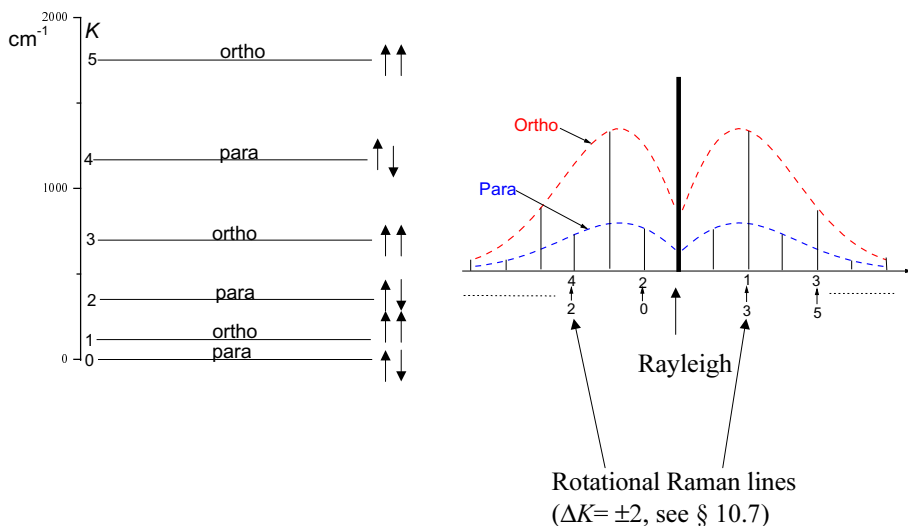 2000
cm-1
K
5 ortho
4 para
1000
3 ortho
2 para
1 ortho
para
0 0
Ortho
Para
4 2 1 3
2 0 3 5
Rayleigh
Rotational Raman lines
(ΔK= ±2, see § 10.7)